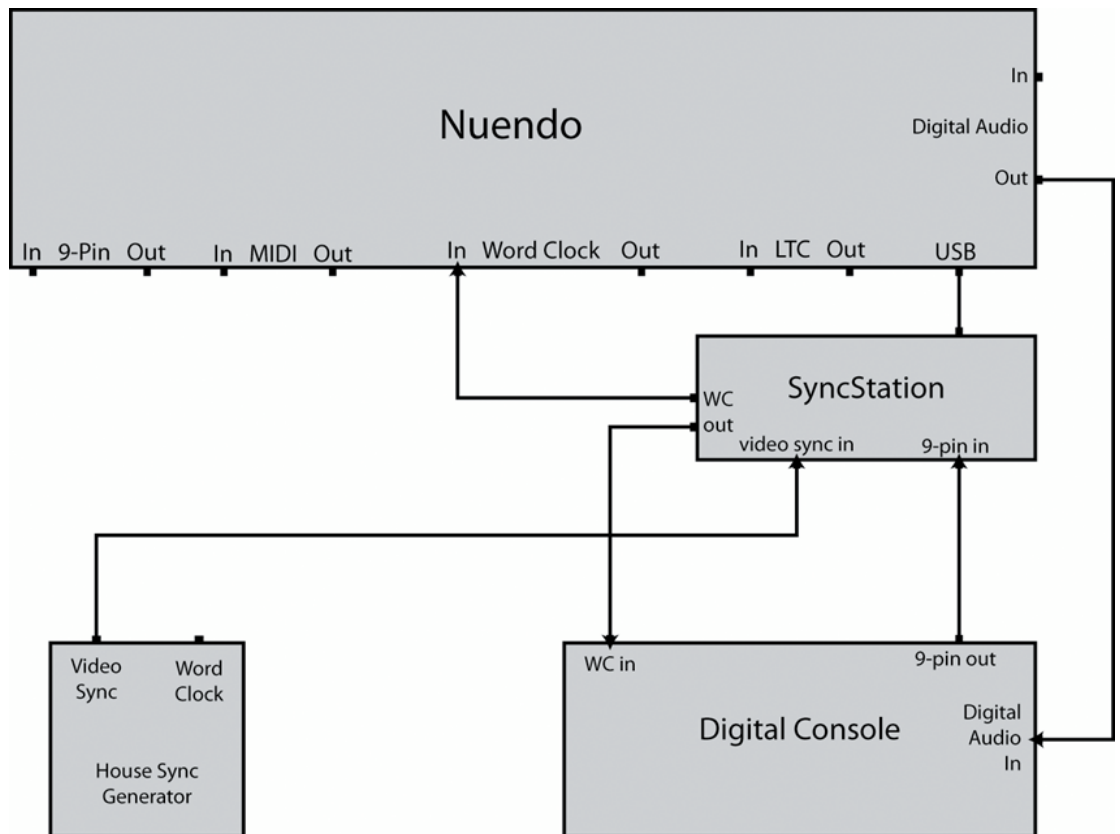 In
Nuendo
Digital Audio
Out
In 9-Pin Out In MIDI Out In Word Clock Out In LTC Out USB
SyncStation
WC
out
video sync in 9-pin in
Video
Sync
Word
Clock
House Sync
Generator
WC in 9-pin out
Digital Console
Digital
Audio
In